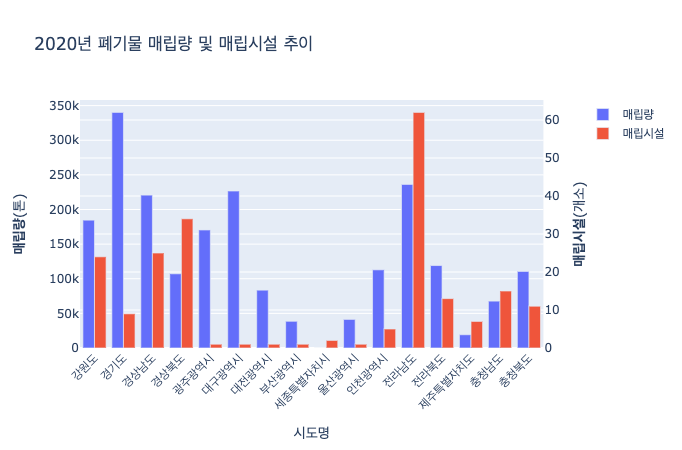 2020년 폐기물 매립량 및 매립시설 추이
350k
300k
250k
200k
150k
100k
50k
0
매립량(톤)
60
50
40
30
20
10
0
매립시설(개소)
매립량
매립시설
강원도
경기도
경상남도
경상북도
광주광역시
대구광역시
대전광역시
부산광역시
세종특별자치시
울산광역시
인천광역시
전라남도
전라북도
제주특별자치도
충청남도
충청북도
시도명